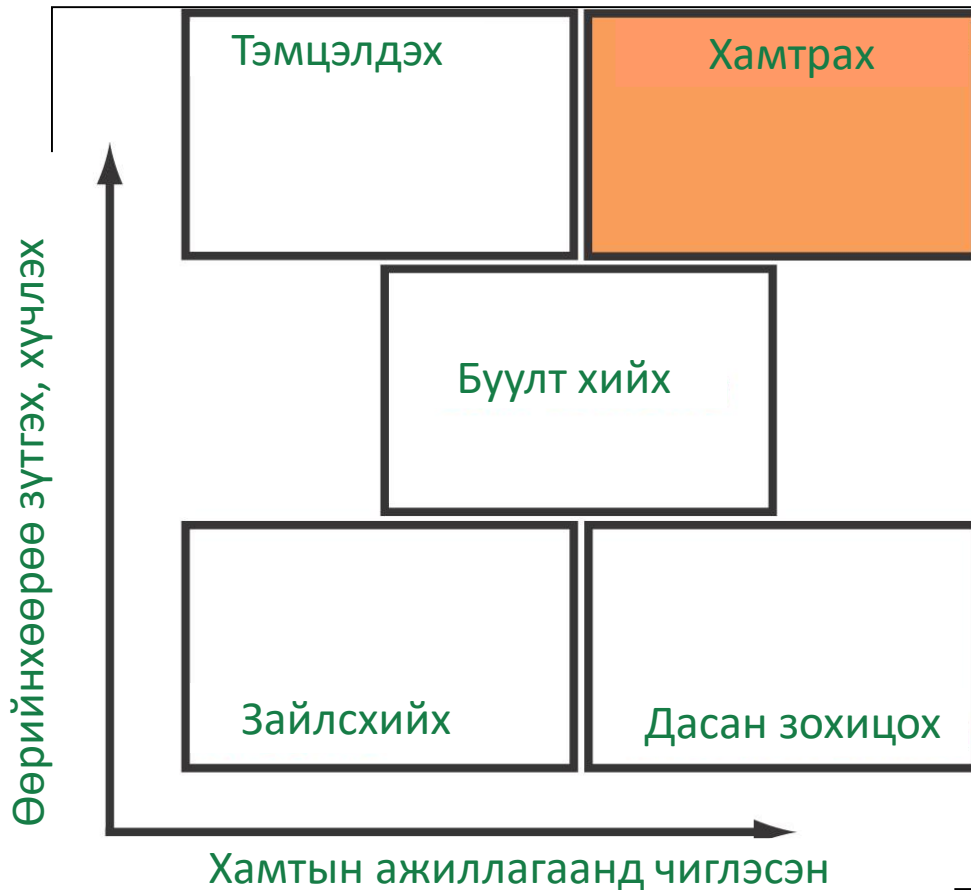 Тэмцэлдэх
Хамтрах
Буулт хийх
Зайлсхийх
Дасан зохицох
Өөрийнхөөрөө зүтгэх, хүчлэх
Хамтын ажиллагаанд чиглэсэн